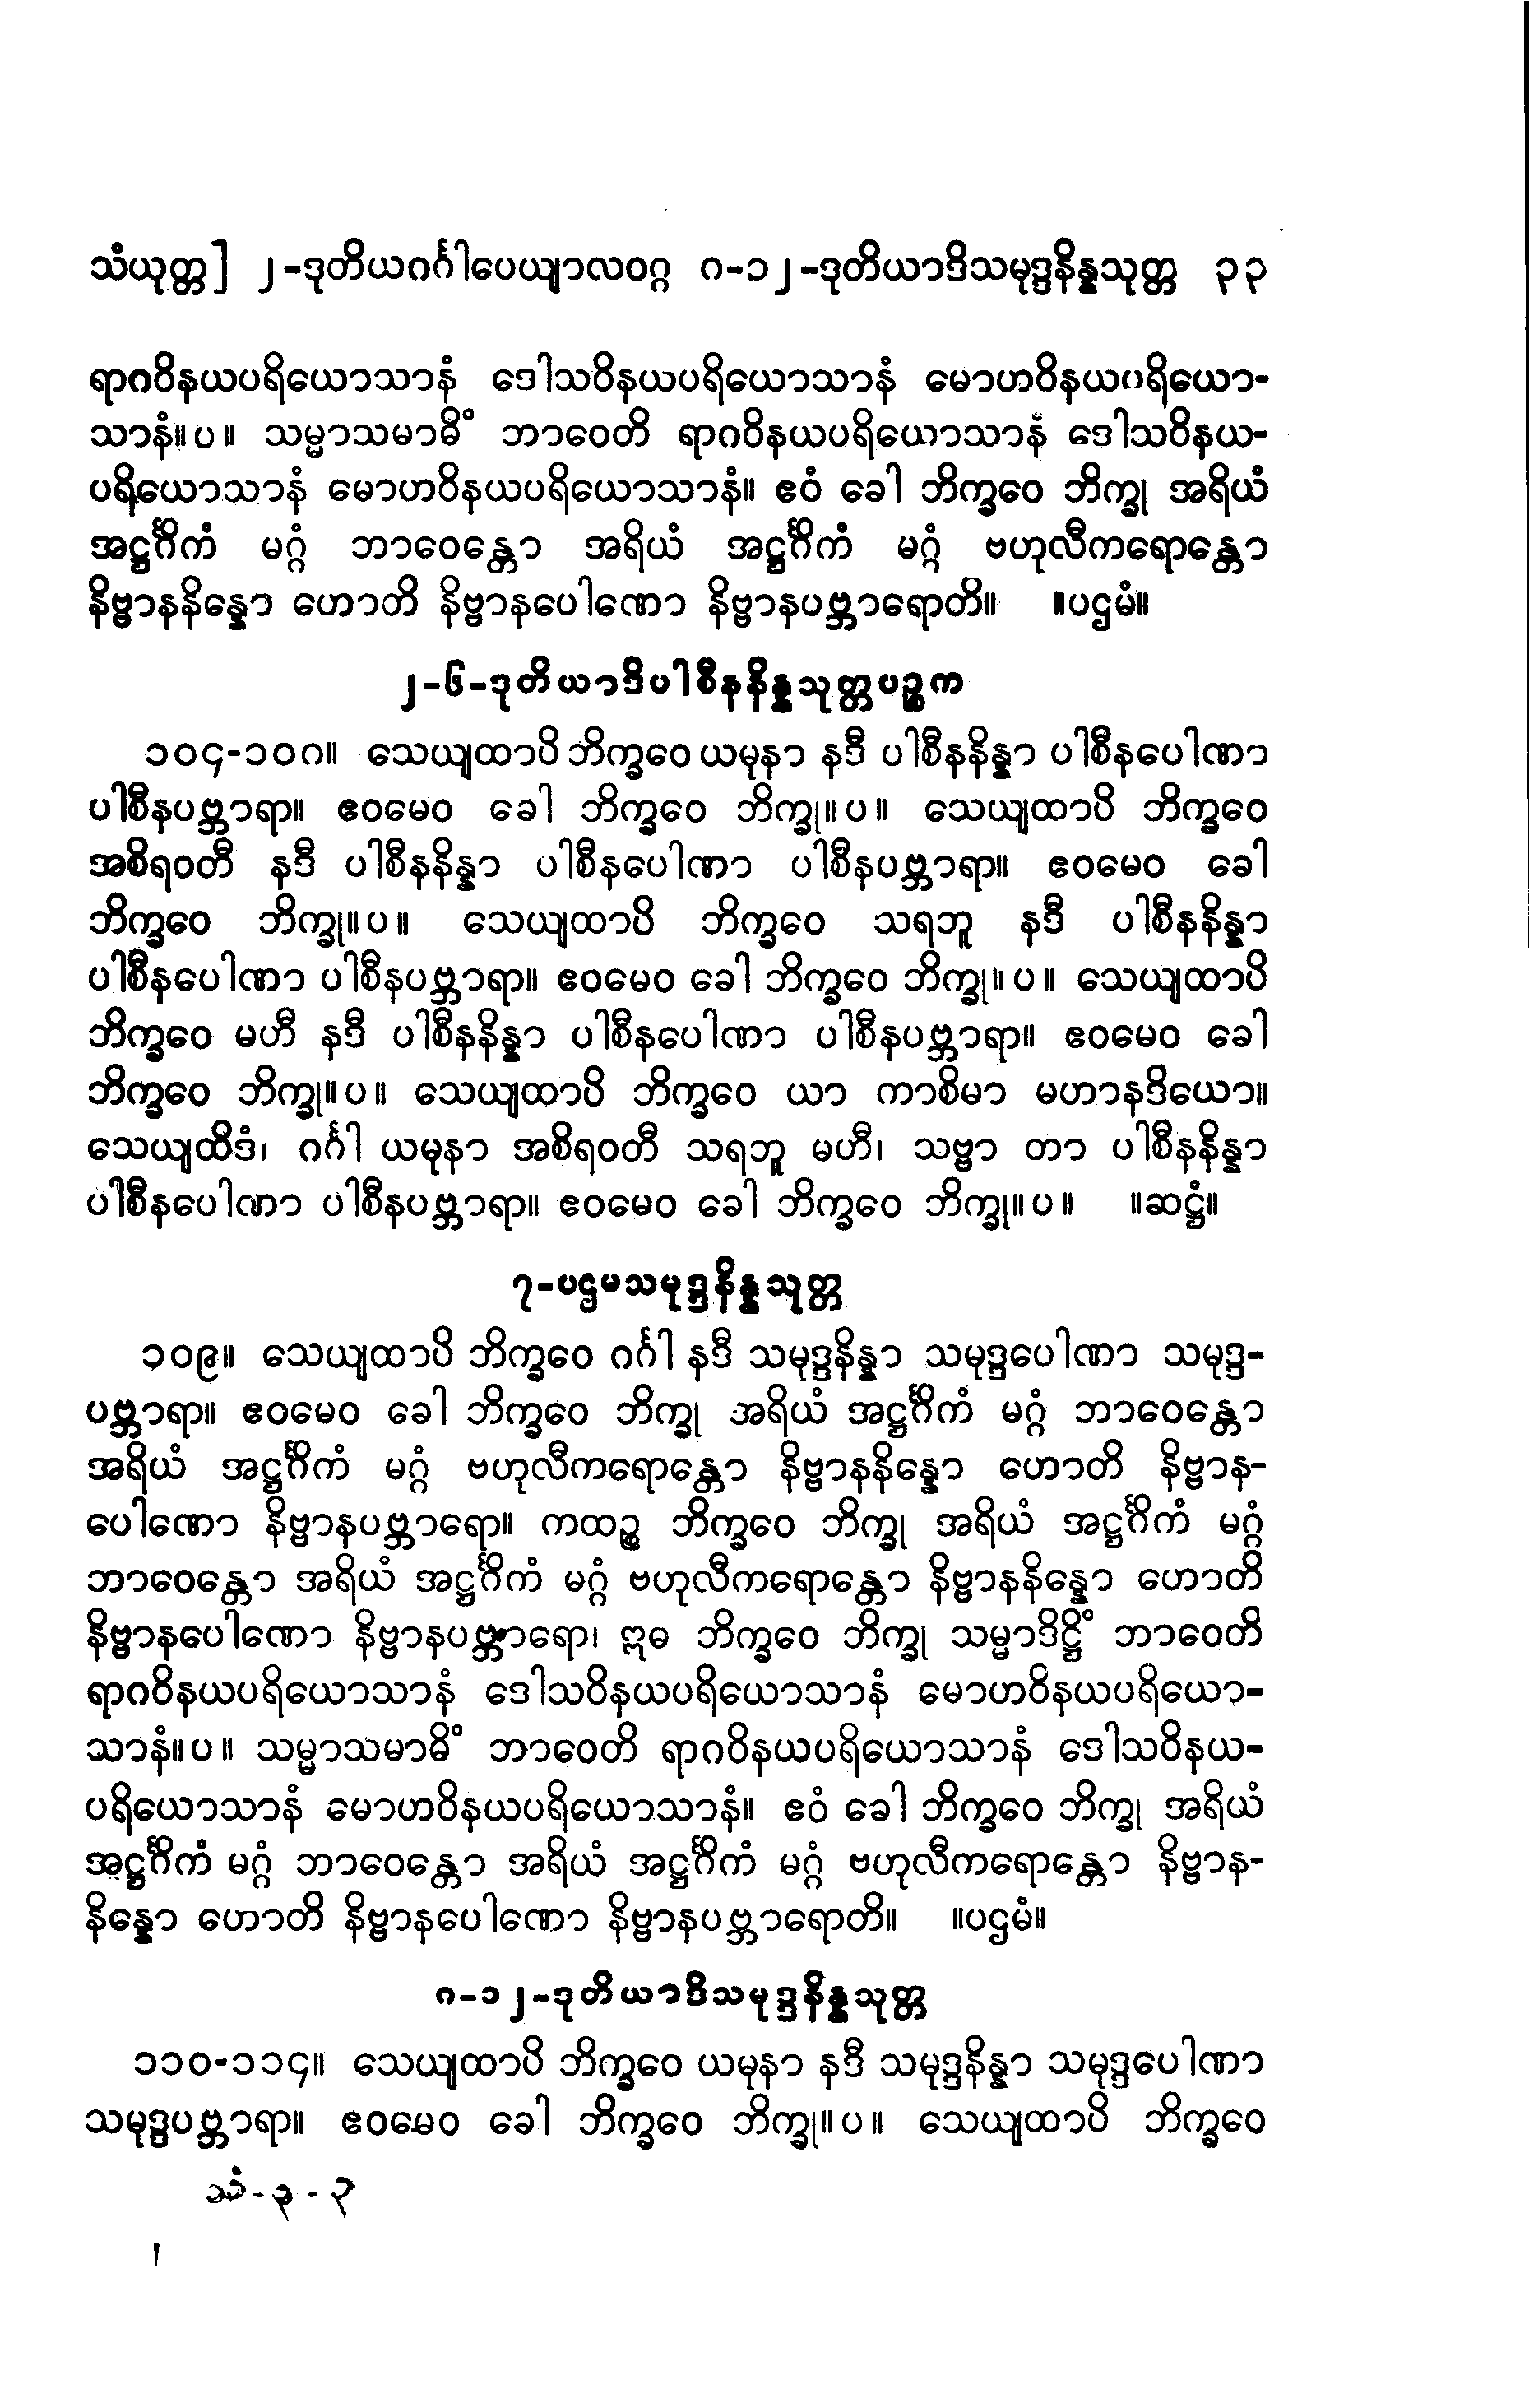 သံယုတ္တ] ၂-ဒုတိယဂင်္ဂါပေယျာလဝဂ္ဂ ၈-၁၂-ဒုတိယာဒိသမုဒ္ဒနိန္နသုတ္တ ၃၃
ရာဂဝိနယပရိယောသာနံ ဒေါသဝိနယပရိယောသာနံ မောဟဝိနယပရိယော-
သာနံ။ပ။ သမ္မာသမာဓိံ ဘာဝေတိ ရာဂဝိနယပရိယောသာနံ ဒေါသဝိနယ-
ပရိယောသာနံ မောဟဝိနယပရိယောသာနံ။ ဧဝံ ခေါ ဘိက္ခဝေ ဘိက္ခု အရိယံ
အဋ္ဌင်္ဂိကံ မဂ္ဂံ ဘာဝေန္တော အရိယံ အဋ္ဌင်္ဂိကံ မဂ္ဂံ ဗဟုလီကရောန္တော
နိဗ္ဗာနနိန္နော ဟောတိ နိဗ္ဗာနပေါဏော နိဗ္ဗာနပဗ္ဘာရောတိ။ ။ပဌမံ။
၂-၆-ဒုတိယာဒိပါစီနနိန္နသုတ္တပဉ္စက
၁၀၄-၁၀၈။ သေယျထာပိ ဘိက္ခဝေ ယမုနာ နဒီ ပါစီနနိန္နာ ပါစီနပေါဏာ
ပါစီနပဗ္ဘာရာ။ ဧဝမေဝ ခေါ ဘိက္ခဝေ ဘိက္ခု။ပ။ သေယျထာပိ ဘိက္ခဝေ
အစိရဝတီ နဒီ ပါစီနနိန္နာ ပါစီနပေါဏာ ပါစီနပဗ္ဘာရာ။ ဧဝမေဝ ခေါ
ဘိက္ခဝေ ဘိက္ခု။ပ။ သေယျထာပိ ဘိက္ခဝေ သရဘူ နဒီ ပါစီနနိန္နာ
ပါစီနပေါဏာ ပါစီနပဗ္ဘာရာ။ ဧဝမေဝ ခေါ ဘိက္ခဝေ ဘိက္ခု။ပ။ သေယျထာပိ
ဘိက္ခဝေ မဟီ နဒီ ပါစီနနိန္နာ ပါစီနပေါဏာ ပါစီနပဗ္ဘာရာ။ ဧဝမေဝ ခေါ
ဘိက္ခဝေ ဘိက္ခု။ပ။ သေယျထာပိ ဘိက္ခဝေ ယာ ကာစိမာ မဟာနဒိယော။
သေယျထိဒံ၊ ဂင်္ဂါ ယမုနာ အစိရဝတီ သရဘူ မဟီ၊ သဗ္ဗာ တာ ပါစီနနိန္နာ
ပါစီနပေါဏာ ပါစီနပဗ္ဘာရာ။ ဧဝမေဝ ခေါ ဘိက္ခဝေ ဘိက္ခု။ပ။ ။ဆဋ္ဌံ။
၇-ပဌမသမုဒ္ဒနိန္နသုတ္တ
၁၀၉။ သေယျထာပိ ဘိက္ခဝေ ဂင်္ဂါ နဒီ သမုဒ္ဒနိန္နာ သမုဒ္ဒပေါဏာ သမုဒ္ဒ-
ပဗ္ဘာရာ။ ဧဝမေဝ ခေါ ဘိက္ခဝေ ဘိက္ခု အရိယံ အဋ္ဌင်္ဂိကံ မဂ္ဂံ ဘာဝေန္တော
အရိယံ အဋ္ဌင်္ဂိကံ မဂ္ဂံ ဗဟုလီကရောန္တော နိဗ္ဗာနနိန္နော ဟောတိ နိဗ္ဗာန-
ပေါဏော နိဗ္ဗာနပဗ္ဘာရော။ ကထဉ္စ ဘိက္ခဝေ ဘိက္ခု အရိယံ အဋ္ဌင်္ဂိကံ မဂ္ဂံ
ဘာဝေန္တော အရိယံ အဋ္ဌင်္ဂိကံ မဂ္ဂံ ဗဟုလီကရောန္တော နိဗ္ဗာနနိန္နော ဟောတိ
နိဗ္ဗာနပေါဏော နိဗ္ဗာနပဗ္ဘာရော၊ ဣဓ ဘိက္ခဝေ ဘိက္ခု သမ္မာဒိဋ္ဌိံ ဘာဝေတိ
ရာဂဝိနယပရိယောသာနံ ဒေါသဝိနယပရိယောသာနံ မောဟဝိနယပရိယော-
သာနံ။ပ။ သမ္မာသမာဓိံ ဘာဝေတိ ရာဂဝိနယပရိယောသာနံ ဒေါသဝိနယ-
ပရိယောသာနံ မောဟဝိနယပရိယောသာနံ။ ဧဝံ ခေါ ဘိက္ခဝေ ဘိက္ခု အရိယံ
အဋ္ဌင်္ဂိကံ မဂ္ဂံ ဘာဝေန္တော အရိယံ အဋ္ဌင်္ဂိကံ မဂ္ဂံ ဗဟုလီကရောန္တော နိဗ္ဗာန-
နိန္နော ဟောတိ နိဗ္ဗာနပေါဏော နိဗ္ဗာနပဗ္ဘာရောတိ။ ။ပဌမံ။
၈-၁၂-ဒုတိယာဒိသမုဒ္ဒနိန္နသုတ္တ
၁၁၀-၁၁၄။ သေယျထာပိ ဘိက္ခဝေ ယမုနာ နဒီ သမုဒ္ဒနိန္နာ သမုဒ္ဒပေါဏာ
သမုဒ္ဒပဗ္ဘာရာ။ ဧဝမေဝ ခေါ ဘိက္ခဝေ ဘိက္ခု။ပ။ သေယျထာပိ ဘိက္ခဝေ
သံ-၃-၃